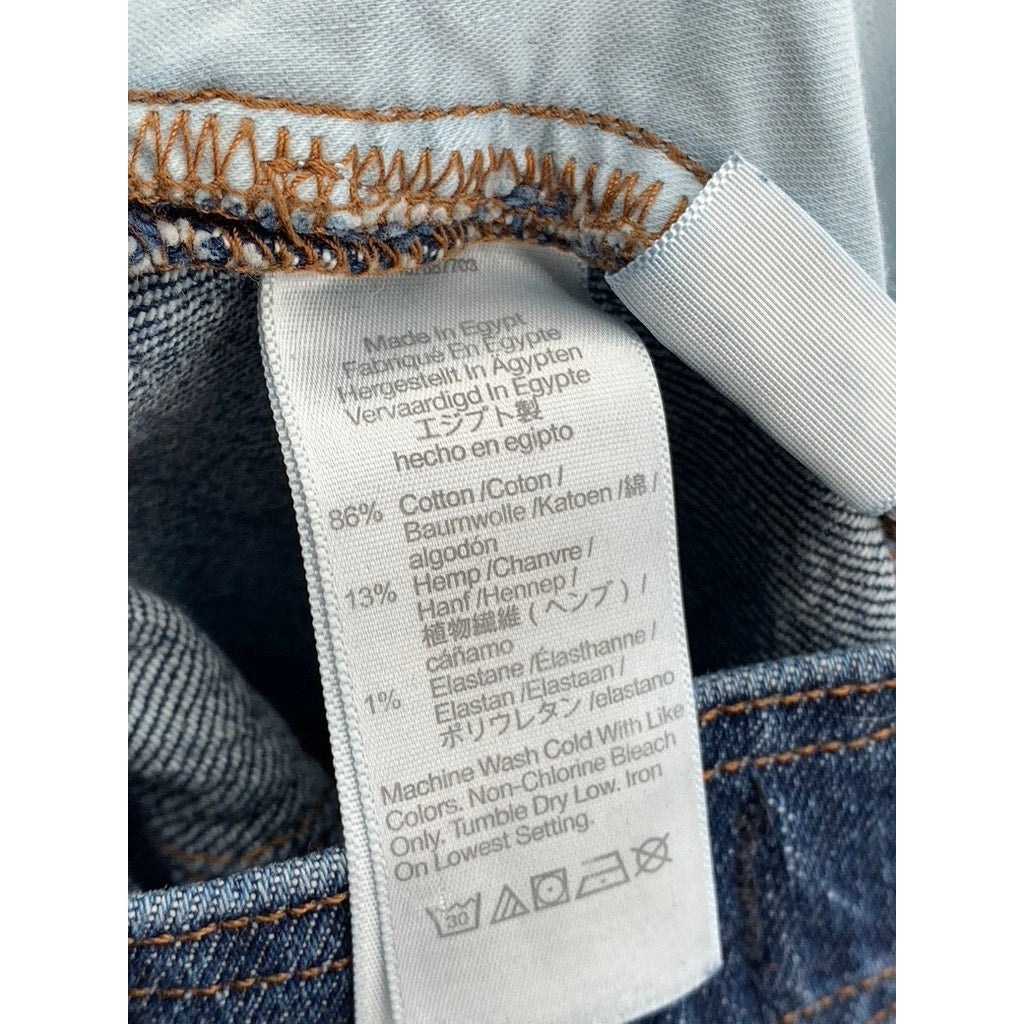 Made In Egypt
Fabriqué En Egypte
Hergestellt In Ägypten
Vervaardigd In Egypte
エジプト製
hecho en egipto
86% Cotton /Coton /
Baumwolle /Katoen /綿 /
algodón
13% Hemp /Chanvre /
Hanf /Hennep /
植物繊維 ( ヘンプ ) /
cáñamo
1% Elastane /Élasthanne /
Elastan /Elastaan /
ポリウレタン /elastano
Machine Wash Cold With Like
Colors. Non-Chlorine Bleach
Only. Tumble Dry Low. Iron
On Lowest Setting.
30